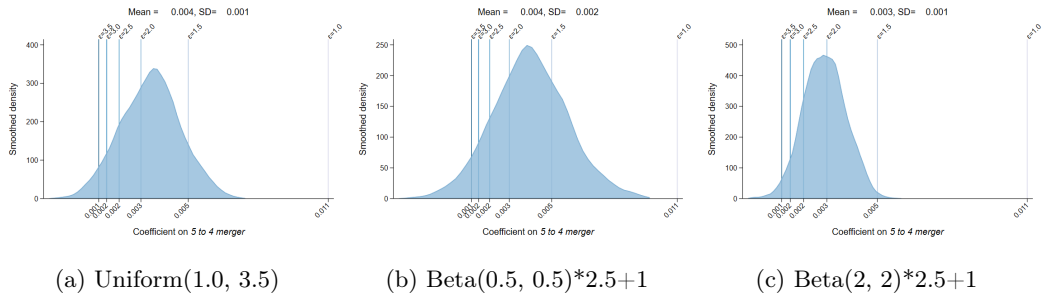 Mean = 0.004, SD= 0.001
ε=3.5
ε=3.0
ε=2.5
ε=2.0
ε=1.5
ε=1.0
400
300
200
100
0
Smoothed density
0.001
0.002
0.002
0.003
0.005
0.011
Coefficient on 5 to 4 merger
(a) Uniform(1.0, 3.5)
Mean = 0.004, SD= 0.002
ε=3.5
ε=3.0
ε=2.5
ε=2.0
ε=1.5
ε=1.0
250
200
150
100
50
0
Smoothed density
0.001
0.002
0.002
0.003
0.005
0.011
Coefficient on 5 to 4 merger
(b) Beta(0.5, 0.5)*2.5+1
Mean = 0.003, SD= 0.001
ε=3.5
ε=3.0
ε=2.5
ε=2.0
ε=1.5
ε=1.0
500
400
300
200
100
0
Smoothed density
0.001
0.002
0.002
0.003
0.005
0.011
Coefficient on 5 to 4 merger
(c) Beta(2, 2)*2.5+1